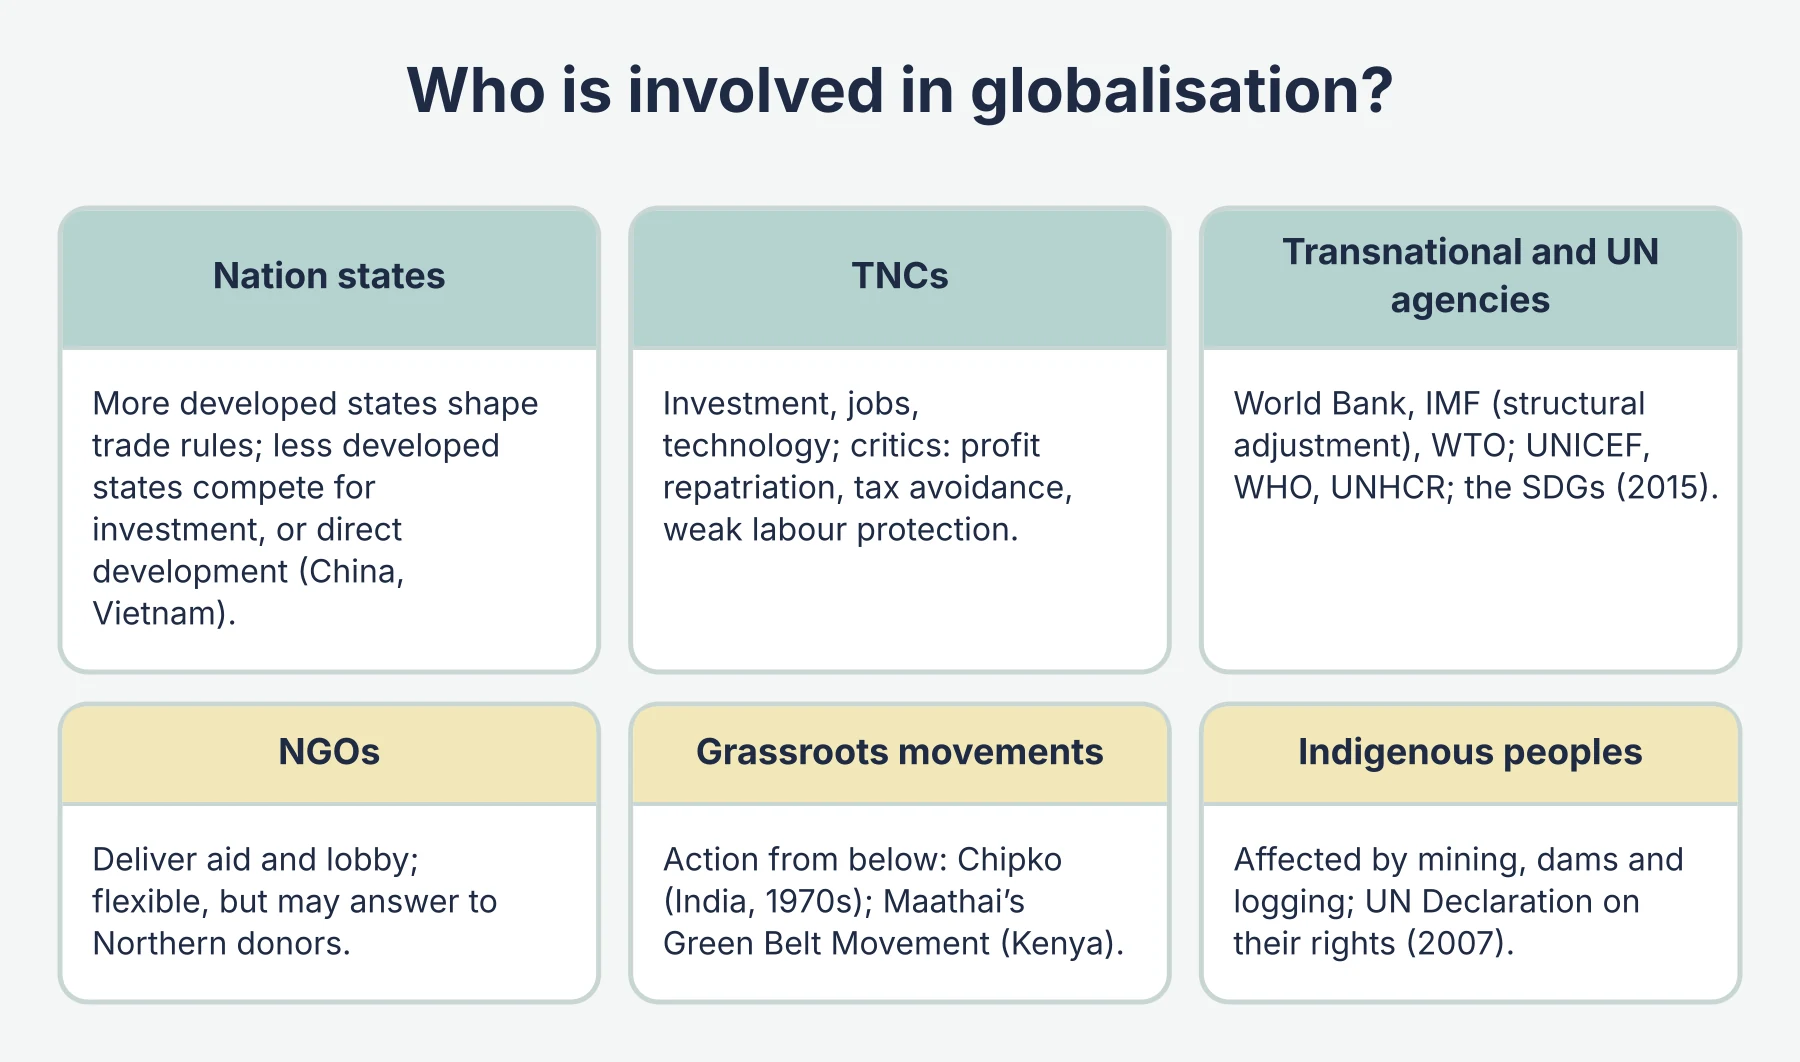 Who is involved in globalisation?
Nation states
More developed states shape
trade rules; less developed
states compete for
investment, or direct
development (China,
Vietnam).
TNCs
Investment, jobs,
technology; critics: profit
repatriation, tax avoidance,
weak labour protection.
Transnational and UN
agencies
World Bank, IMF (structural
adjustment), WTO; UNICEF,
WHO, UNHCR; the SDGs (2015).
NGOs
Deliver aid and lobby;
flexible, but may answer to
Northern donors.
Grassroots movements
Action from below: Chipko
(India, 1970s); Maathai’s
Green Belt Movement (Kenya).
Indigenous peoples
Affected by mining, dams and
logging; UN Declaration on
their rights (2007).